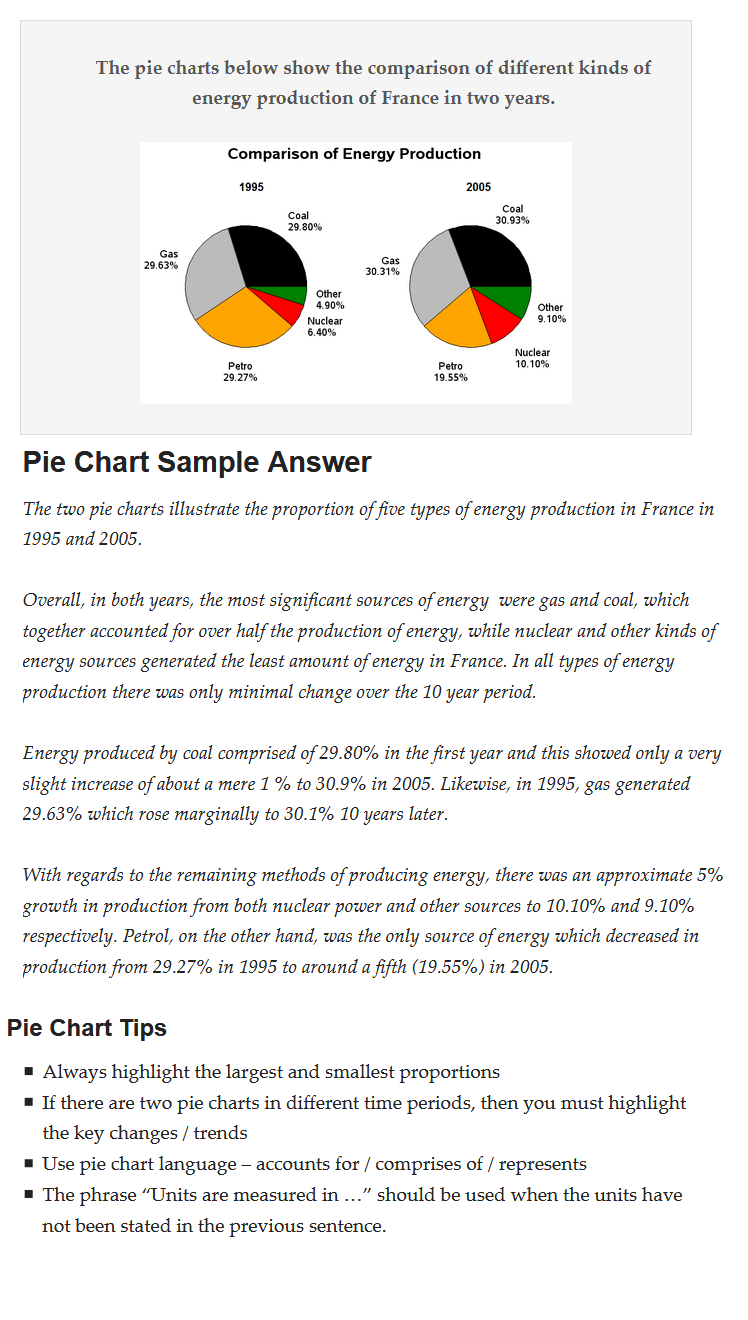 The pie charts below show the comparison of different kinds of
energy production of France in two years.
Comparison of Energy Production
1995
2005
Coal
29.80%
Gas
29.63%
Other
4.90%
Nuclear
6.40%
Petro
29.27%
Coal
30.93%
Gas
30.31%
Other
9.10%
Nuclear
10.10%
Petro
19.55%
Pie Chart Sample Answer
The two pie charts illustrate the proportion of five types of energy production in France in
1995 and 2005.
Overall, in both years, the most significant sources of energy were gas and coal, which
together accounted for over half the production of energy, while nuclear and other kinds of
energy sources generated the least amount of energy in France. In all types of energy
production there was only minimal change over the 10 year period.
Energy produced by coal comprised of 29.80% in the first year and this showed only a very
slight increase of about a mere 1 % to 30.9% in 2005. Likewise, in 1995, gas generated
29.63% which rose marginally to 30.1% 10 years later.
With regards to the remaining methods of producing energy, there was an approximate 5%
growth in production from both nuclear power and other sources to 10.10% and 9.10%
respectively. Petrol, on the other hand, was the only source of energy which decreased in
production from 29.27% in 1995 to around a fifth (19.55%) in 2005.
Pie Chart Tips
▪ Always highlight the largest and smallest proportions
▪ If there are two pie charts in different time periods, then you must highlight
the key changes / trends
▪ Use pie chart language – accounts for / comprises of / represents
▪ The phrase “Units are measured in …” should be used when the units have
not been stated in the previous sentence.